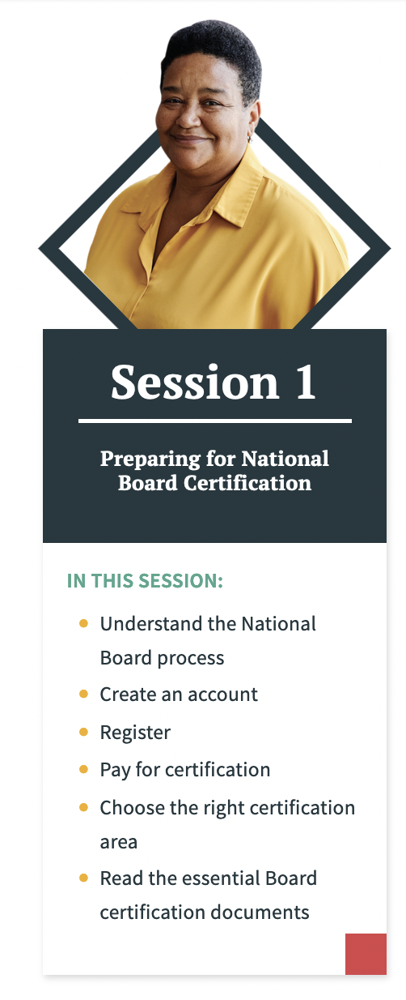 Session 1
Preparing for National
Board Certification
IN THIS SESSION:
Understand the National
Board process
Create an account
Register
Pay for certification
Choose the right certification
area
Read the essential Board
certification documents